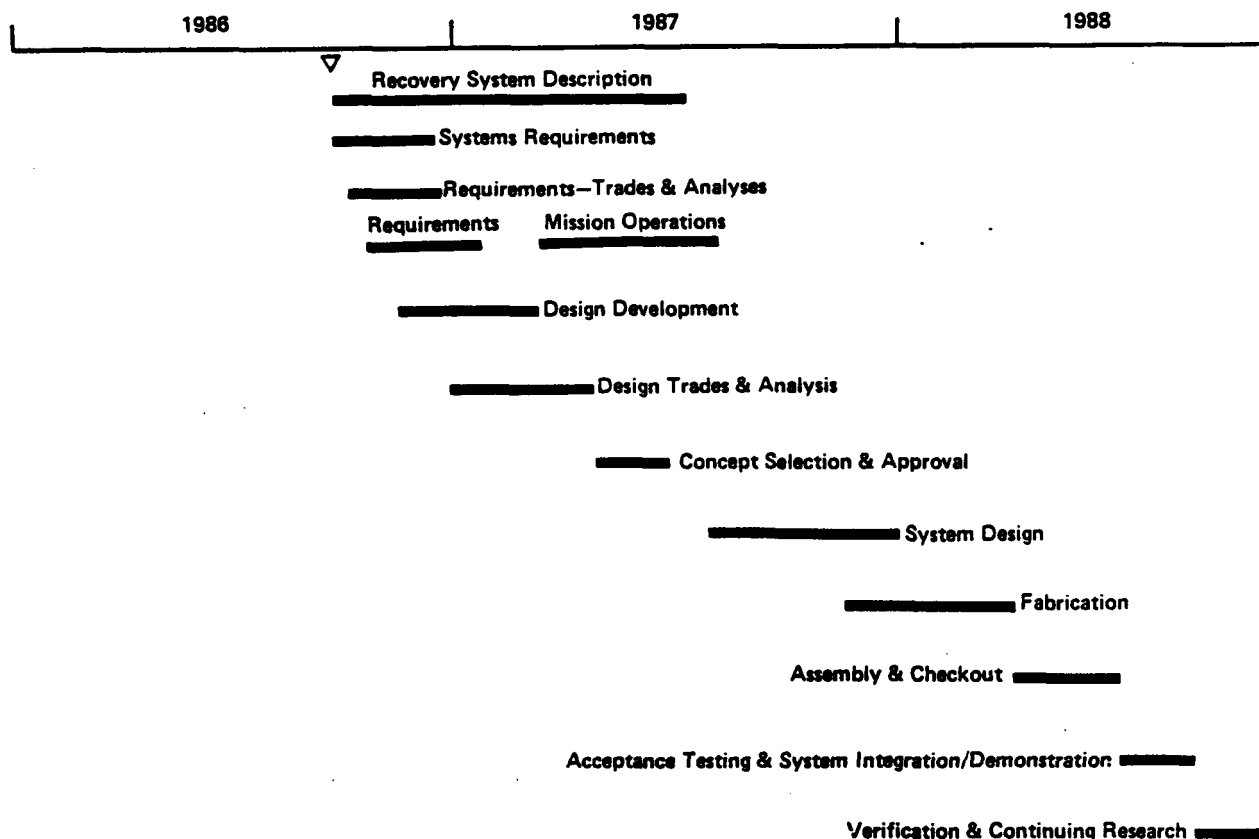 1986 1987 1988
Recovery System Description
Systems Requirements
Requirements—Trades & Analyses
Requirements Mission Operations
Design Development
Design Trades & Analysis
Concept Selection & Approval
System Design
Fabrication
Assembly & Checkout
Acceptance Testing & System Integration/Demonstration
Verification & Continuing Research